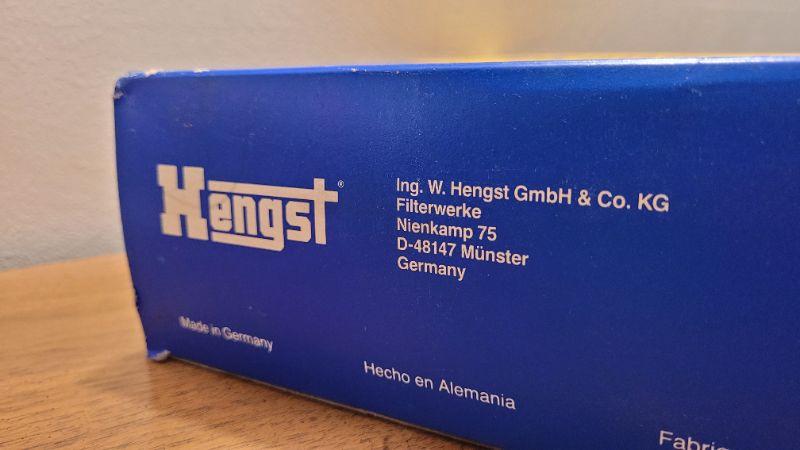 Hengst®
Ing. W. Hengst GmbH & Co. KG
Filterwerke
Nienkamp 75
D-48147 Münster
Germany
Made in Germany
Hecho en Alemania